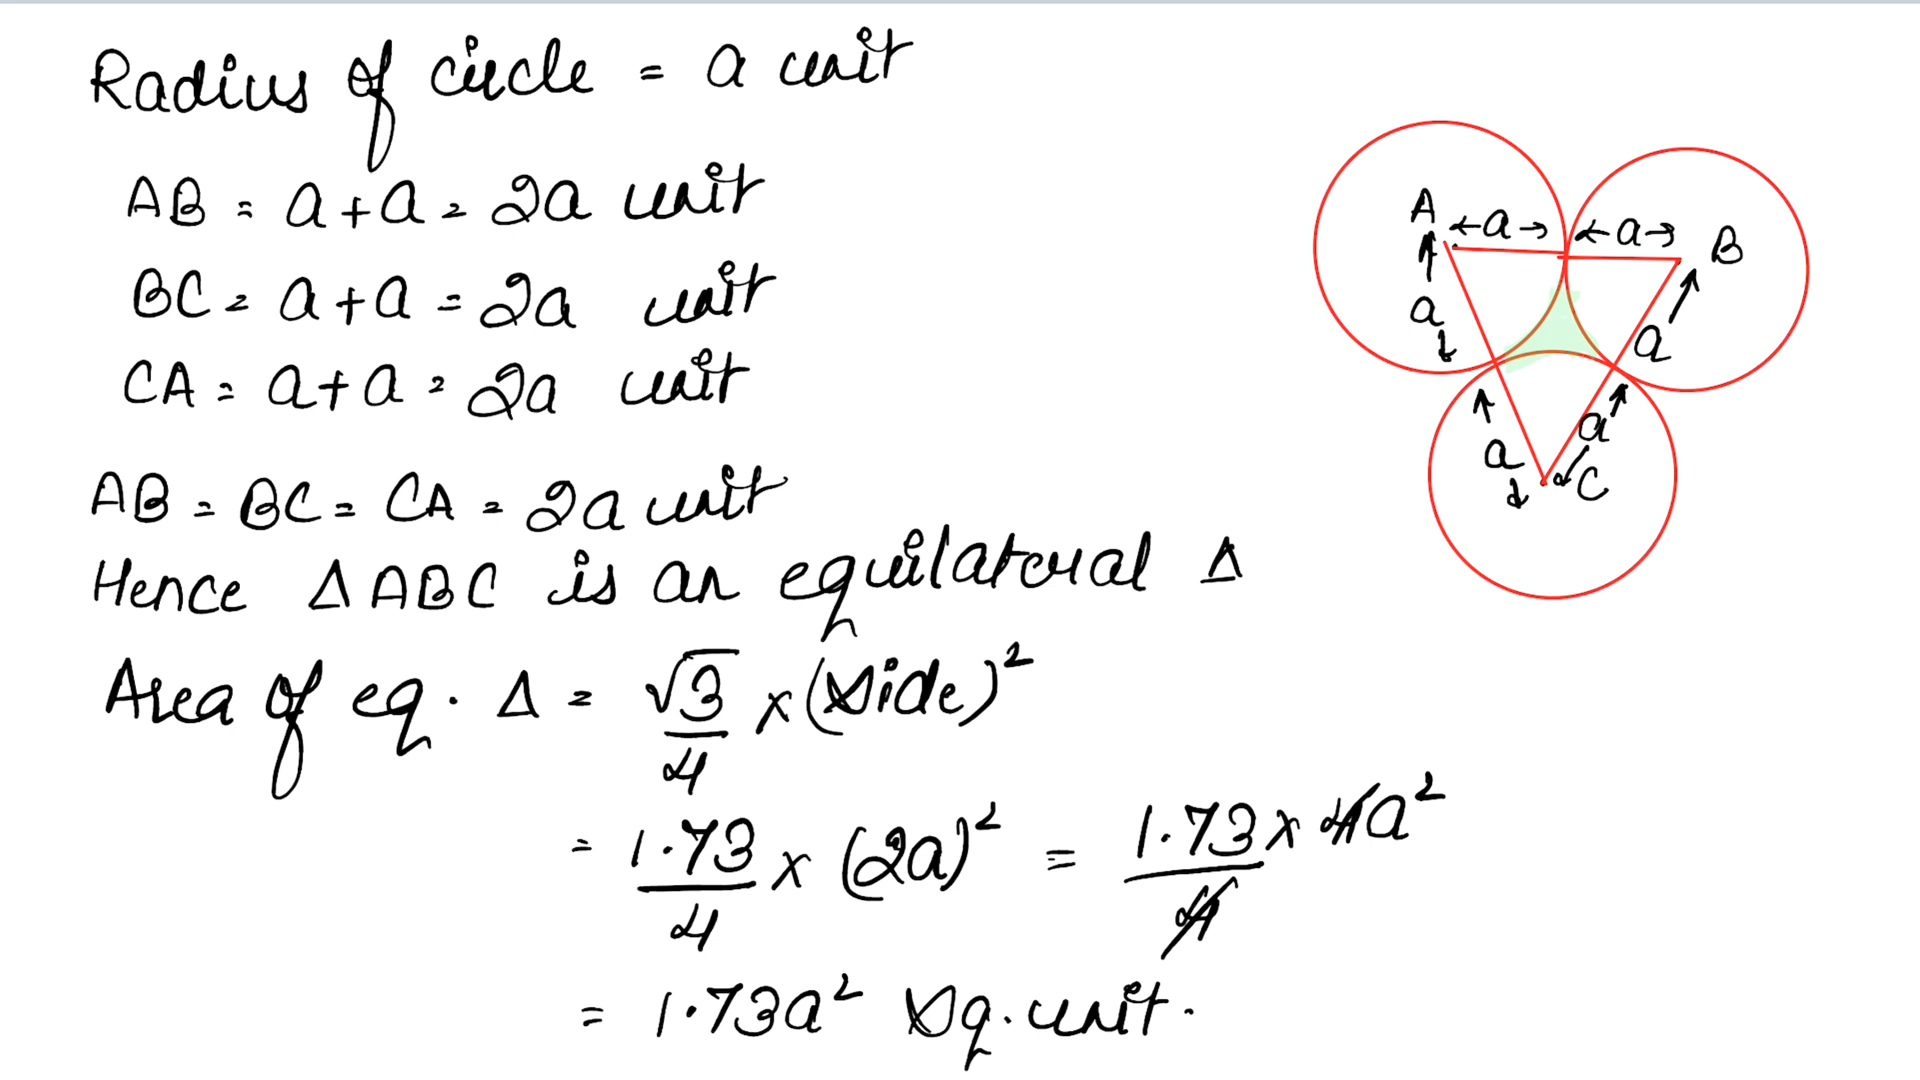 Radius of circle = a unit
AB = a + a = 2a unit
BC = a + a = 2a unit
CA = a + a = 2a unit
AB = BC = CA = 2a unit
Hence Δ ABC is an equilateral Δ
Area of eq. Δ = √3/4 × (side)²
= 1.73/4 × (2a)² = 1.73 × 4a²/4
= 1.73a² sq. unit.
A ←a→ ←a→ B
a
a
a
a C